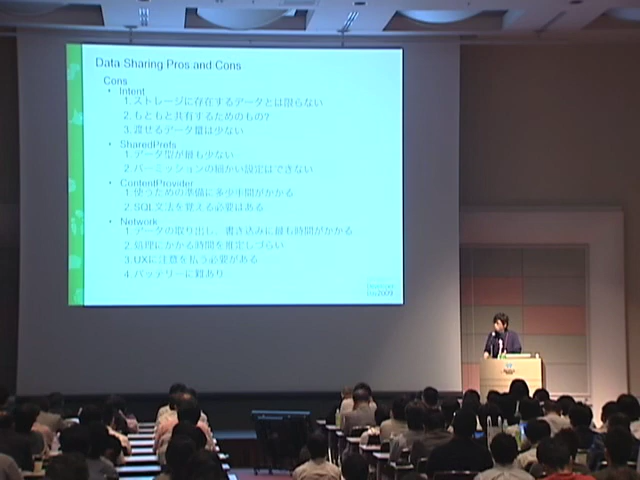 Data Sharing Pros and Cons
Cons
• Intent
1. ストレージに存在するデータとは限らない
2. もともと共有するためのもの?
3. 渡せるデータ量は少ない
• SharedPrefs
1. データ型が最も少ない
2. パーミッションの細かい設定はできない
• ContentProvider
1. 使うための準備に多少手間がかかる
2. SQL文法を覚える必要はある
• Network
1. データの取り出し、書き込みに最も時間がかかる
2. 処理にかかる時間を推定しづらい
3. UXに注意を払う必要がある
4. バッテリーに難あり